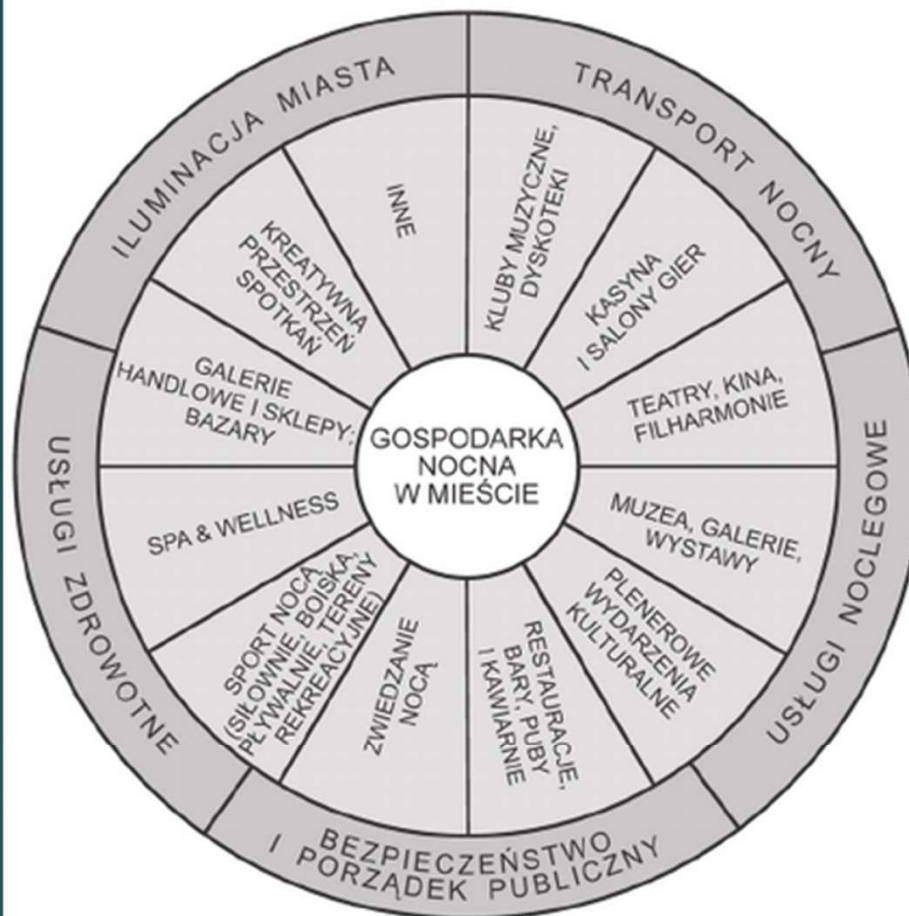 ILUMINACJA MIASTA
TRANSPORT NOCNY
USŁUGI NOCLEGOWE
BEZPIECZEŃSTWO
I PORZĄDEK PUBLICZNY
USŁUGI ZDROWOTNE
KLUBY MUZYCZNE,
DYSKOTEKI
KASYNA
I SALONY GIER
TEATRY, KINA,
FILHARMONIE
MUZEA, GALERIE,
WYSTAWY
PLENEROWE
WYDARZENIA
KULTURALNE
RESTAURACJE,
BARY, PUBY
I KAWIARNIE
ZWIEDZANIE
NOCĄ
SPORT NOCĄ
(SIŁOWNIE, BOISKA,
PŁYWALNIE, TERENY
REKREACYJNE)
SPA & WELLNESS
GALERIE
HANDLOWE I SKLEPY;
BAZARY
KREATYWNA
PRZESTRZEŃ
SPOTKAŃ
INNE
GOSPODARKA
NOCNA
W MIEŚCIE